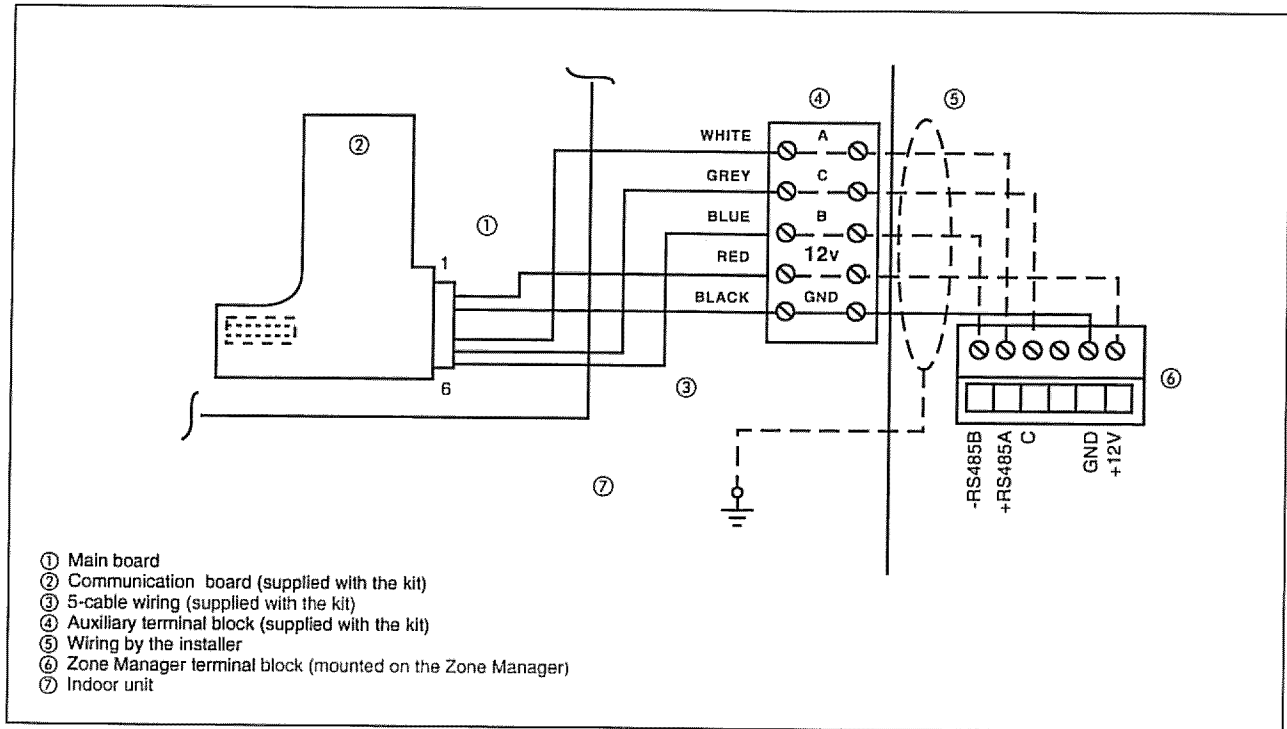 ④
⑤
②
WHITE
A
GREY
C
①
BLUE
B
RED
12v
1
BLACK
GND
6
③
⑥
-RS485B
+RS485A
C
GND
+12V
⑦
① Main board
② Communication board (supplied with the kit)
③ 5-cable wiring (supplied with the kit)
④ Auxiliary terminal block (supplied with the kit)
⑤ Wiring by the installer
⑥ Zone Manager terminal block (mounted on the Zone Manager)
⑦ Indoor unit